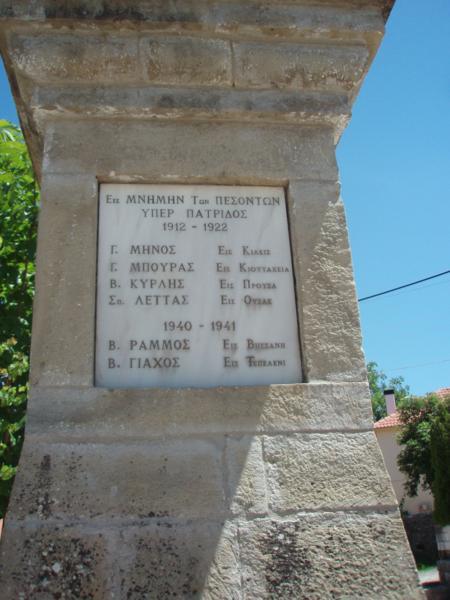 Εις ΜΝΗΜΗΝ Των ΠΕΣΟΝΤΩΝ
ΥΠΕΡ ΠΑΤΡΙΔΟΣ
1912 - 1922
Γ. ΜΗΝΟΣ Εις Κιλκις
Γ. ΜΠΟΥΡΑΣ Εις Κιουταχεια
Β. ΚΥΡΛΗΣ Εις Προυσα
Σπ. ΛΕΤΤΑΣ Εις Ουσακ
1940 - 1941
Β. ΡΑΜΜΟΣ Εις Βησσανη
Β. ΓΙΑΧΟΣ Εις Τεπελενι